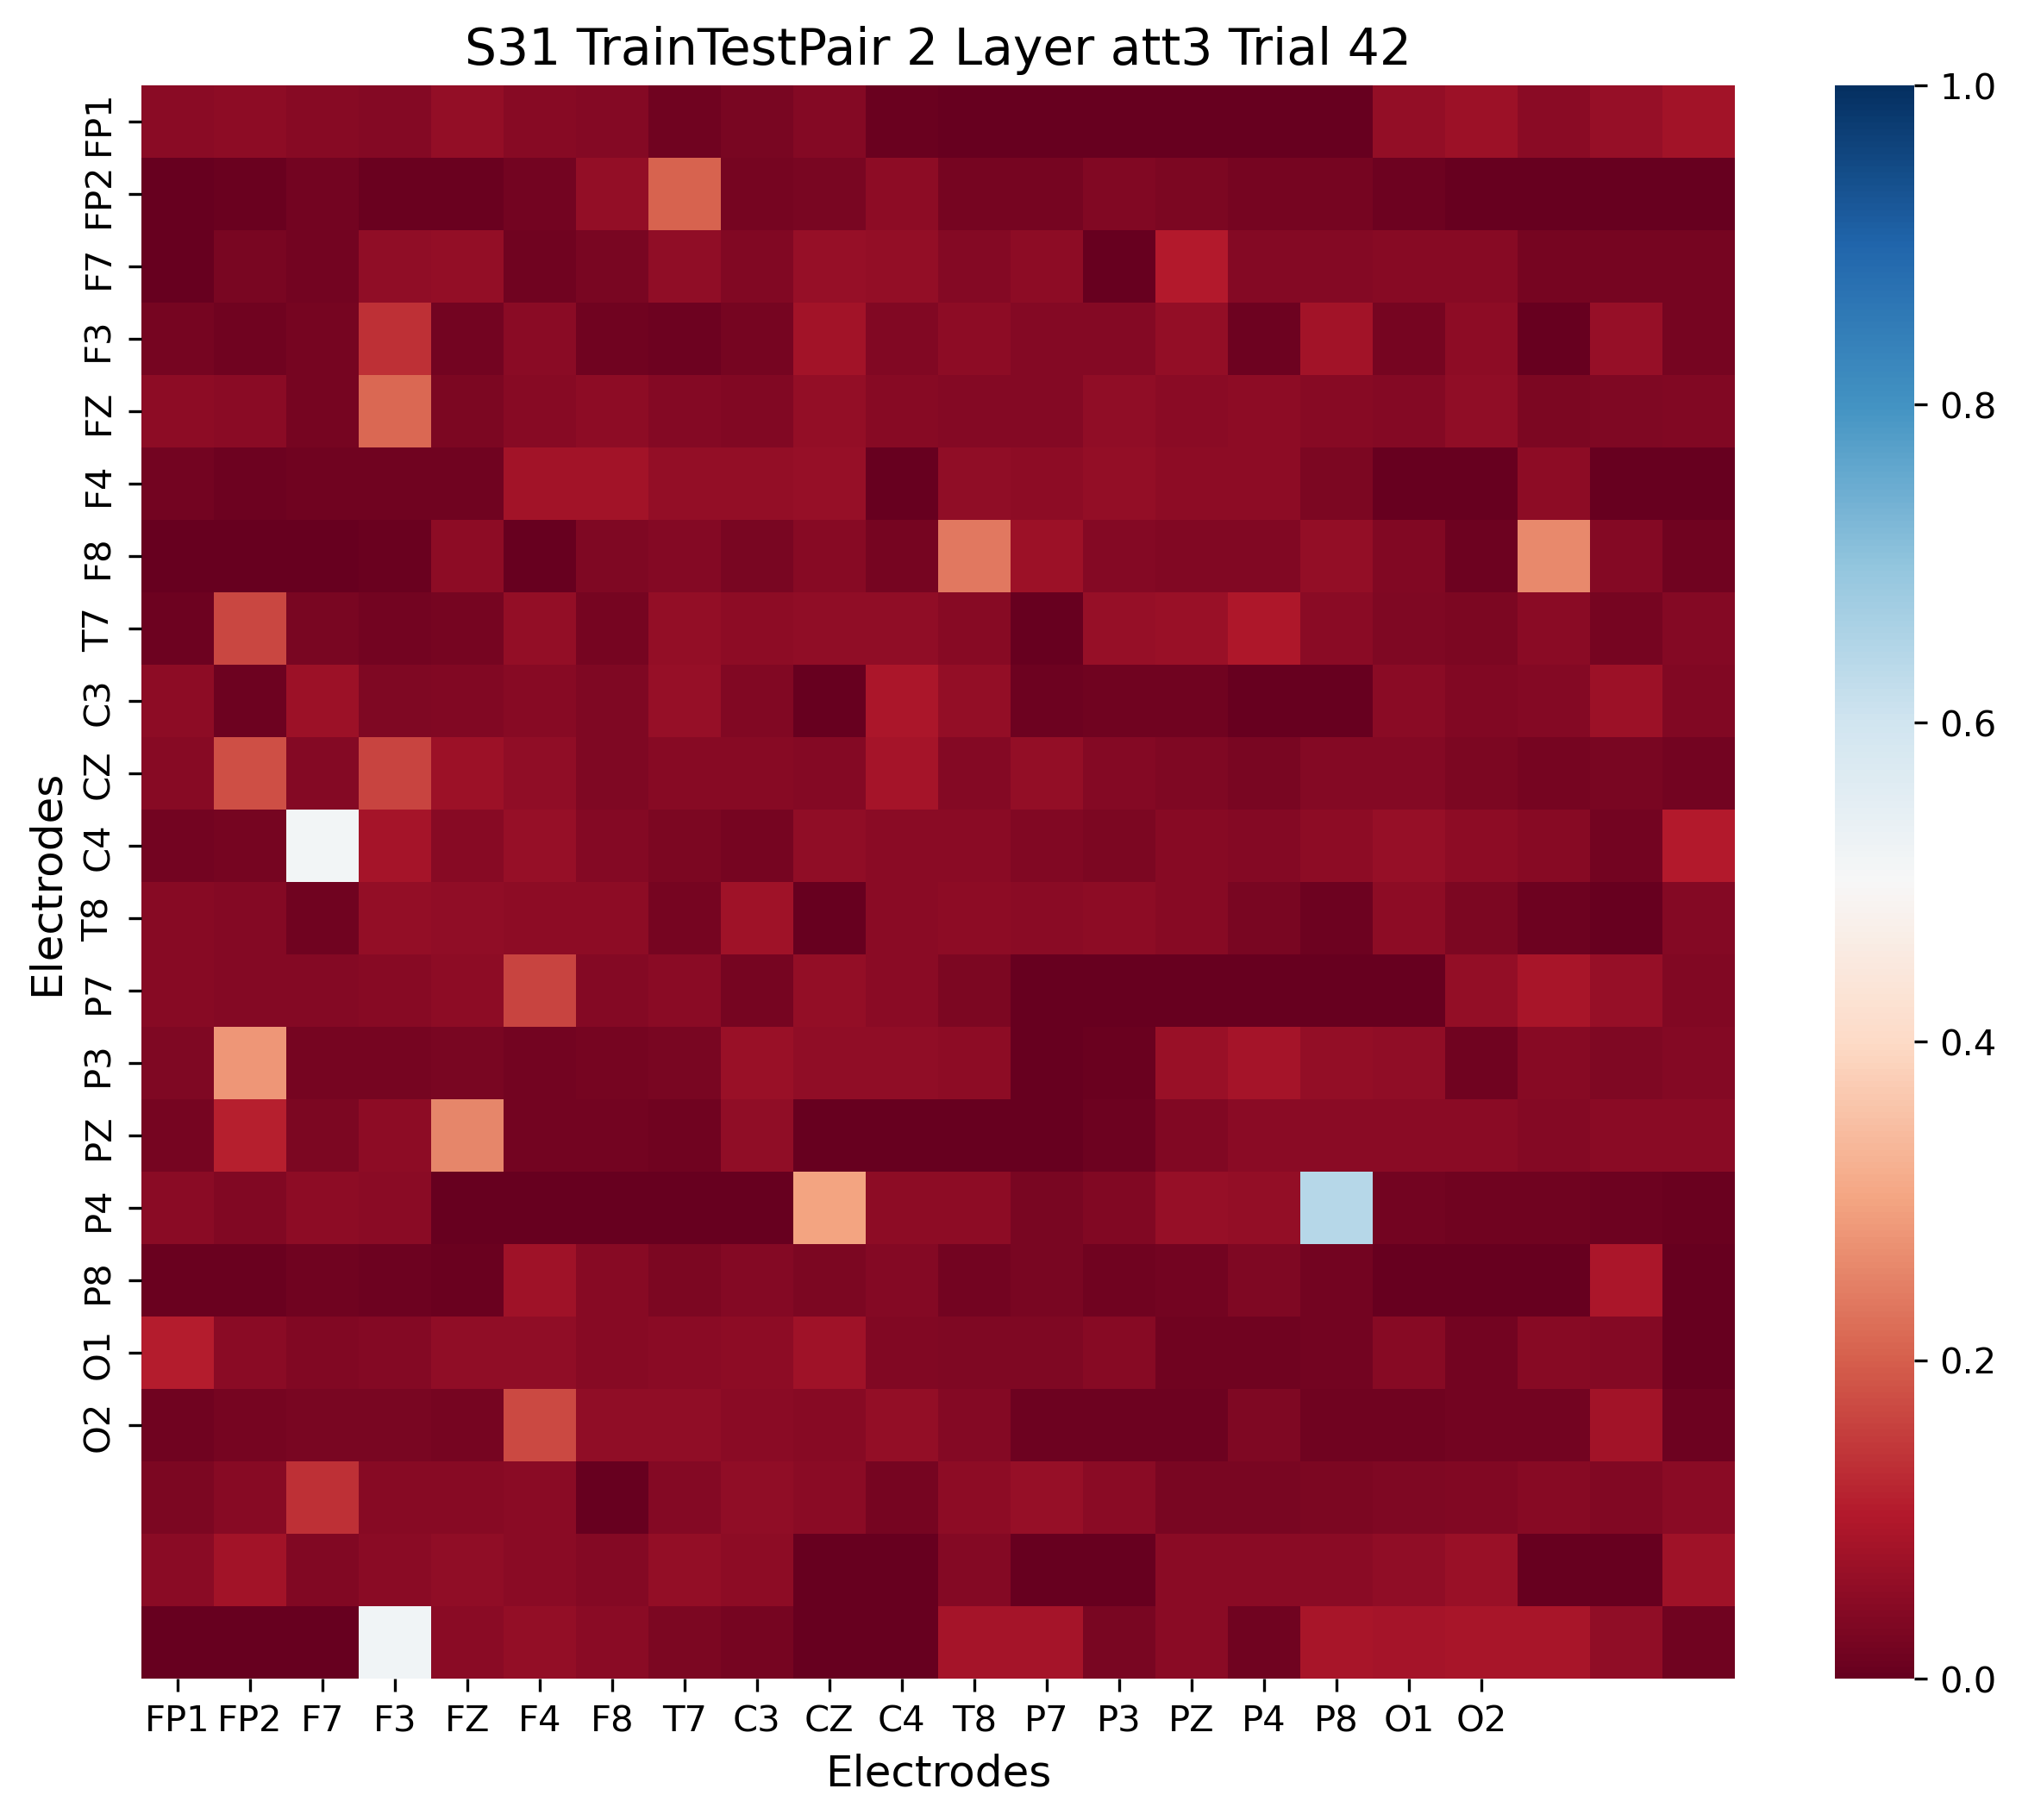 S31 TrainTestPair 2 Layer att3 Trial 42
Electrodes
FP1
FP2
F7
F3
FZ
F4
F8
T7
C3
CZ
C4
T8
P7
P3
PZ
P4
P8
O1
O2
FP1 FP2 F7 F3 FZ F4 F8 T7 C3 CZ C4 T8 P7 P3 PZ P4 P8 O1 O2
Electrodes
1.0
0.8
0.6
0.4
0.2
0.0